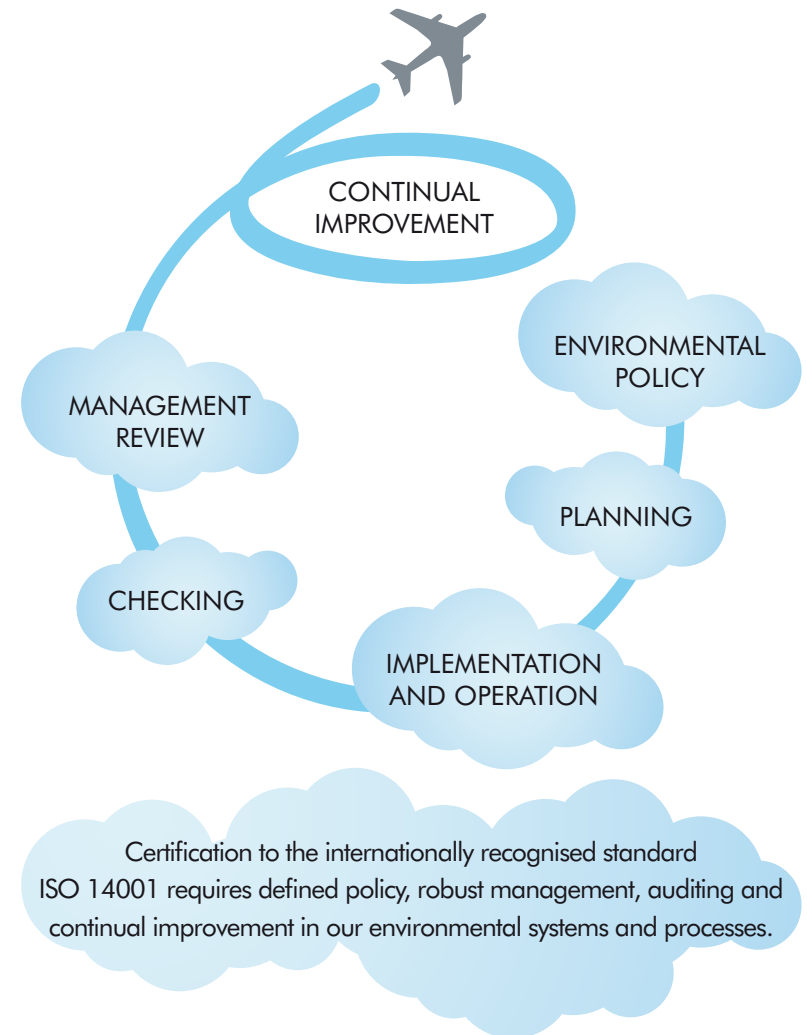 CONTINUAL
IMPROVEMENT
ENVIRONMENTAL
POLICY
MANAGEMENT
REVIEW
PLANNING
CHECKING
IMPLEMENTATION
AND OPERATION
Certification to the internationally recognised standard
ISO 14001 requires defined policy, robust management, auditing and
continual improvement in our environmental systems and processes.